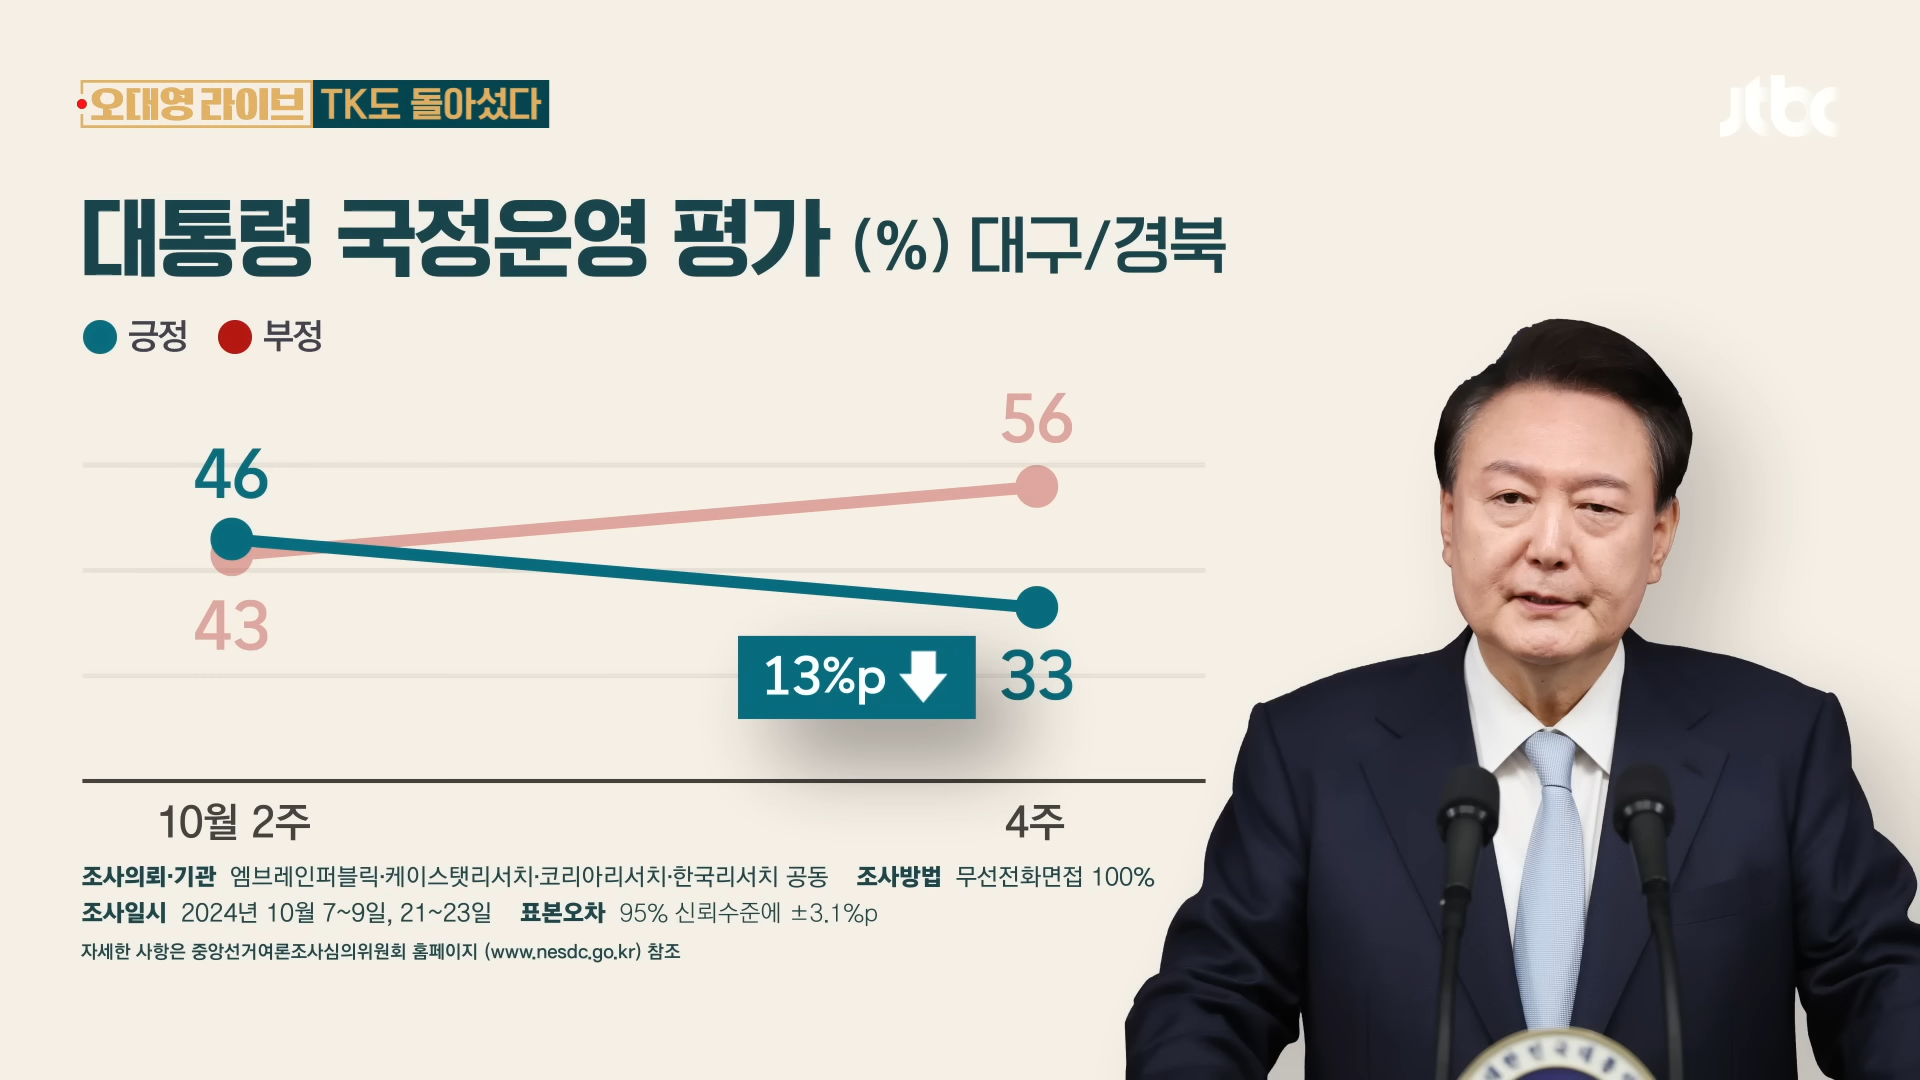 오대영 라이브 TK도 돌아섰다
jtbc
대통령 국정운영 평가 (%) 대구/경북
긍정 부정
56
46
43
13%p 33
10월 2주 4주
조사의뢰·기관 엠브레인퍼블릭·케이스탯리서치·코리아리서치·한국리서치 공동 조사방법 무선전화면접 100%
조사일시 2024년 10월 7~9일, 21~23일 표본오차 95% 신뢰수준에 ±3.1%p
자세한 사항은 중앙선거여론조사심의위원회 홈페이지 (www.nesdc.go.kr) 참조
대한민국대통